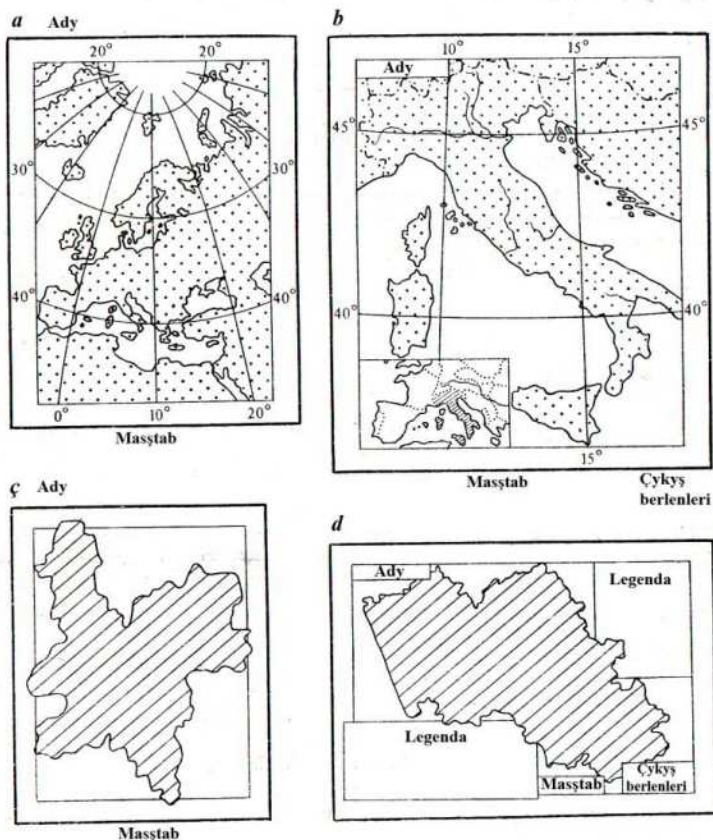 a Ady
20° 20°
30° 30°
40° 40°
0° 10° 20°
Masştab
b
10° 15°
Ady
45° 45°
40° 40°
15°
Masştab Çykyş
berlenleri
ç Ady
Masştab
d
Ady
Legenda
Legenda
Masştab
Çykyş
berlenleri